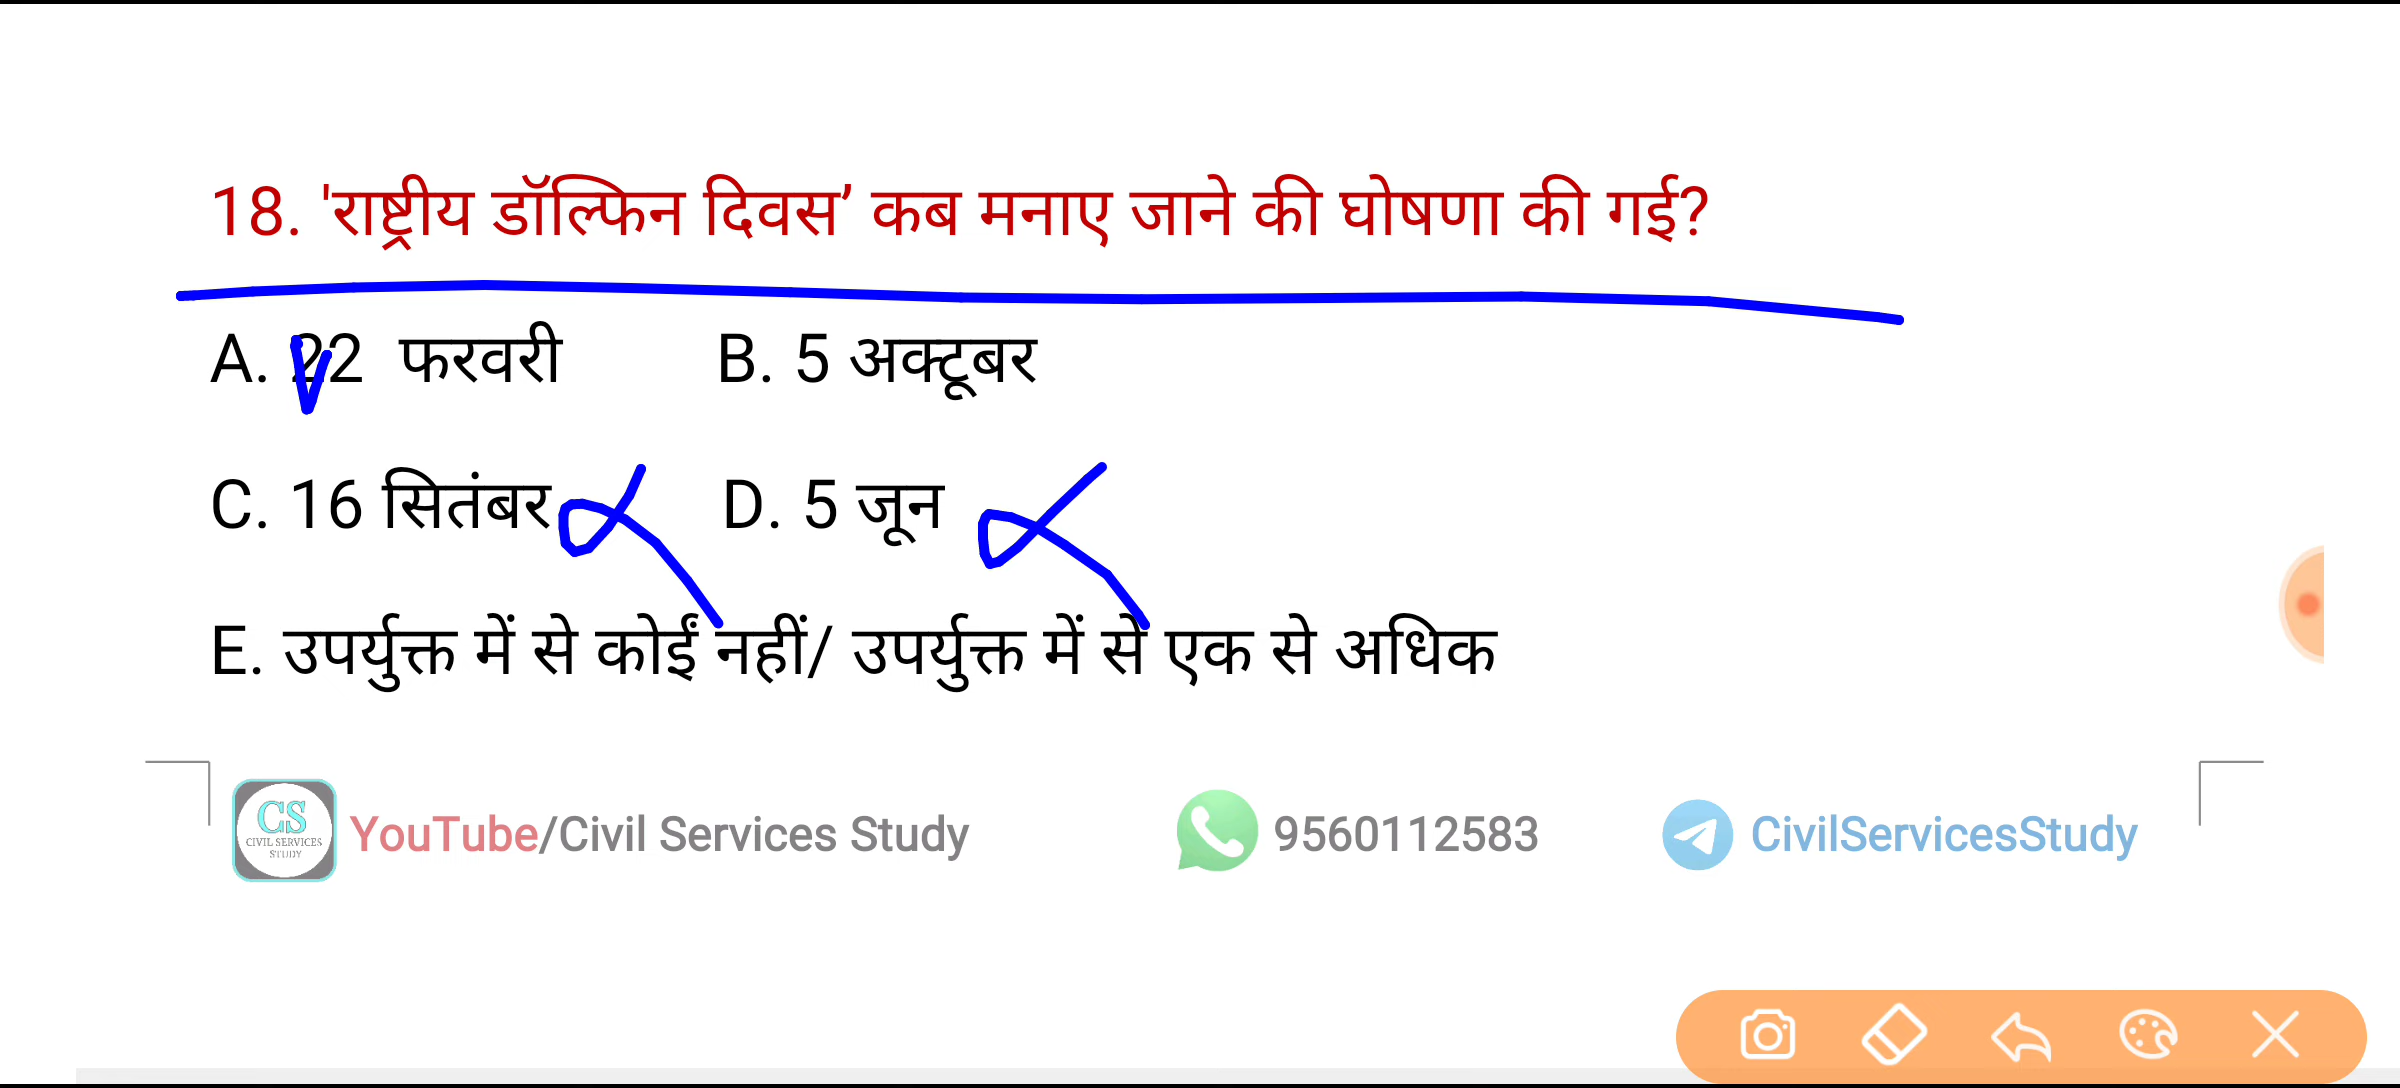 18. 'राष्ट्रीय डॉल्फिन दिवस’ कब मनाए जाने की घोषणा की गई?
A. 22 फरवरी B. 5 अक्टूबर
C. 16 सितंबर D. 5 जून
E. उपर्युक्त में से कोई नहीं/ उपर्युक्त में से एक से अधिक
CS
CIVIL SERVICES
STUDY
YouTube/Civil Services Study 9560112583 CivilServicesStudy